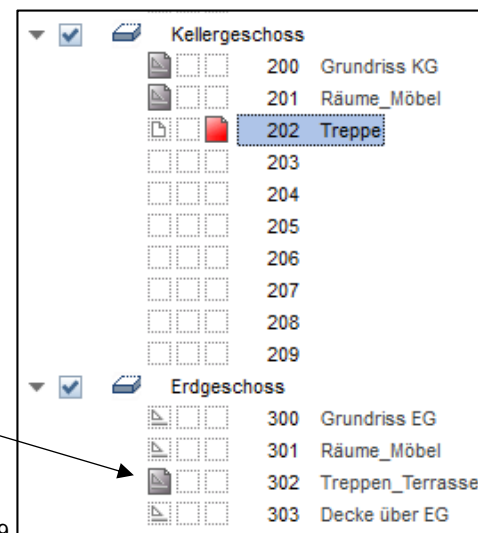 Kellergeschoss
200 Grundriss KG
201 Räume_Möbel
202 Treppe
203
204
205
206
207
208
209
Erdgeschoss
300 Grundriss EG
301 Räume_Möbel
302 Treppen_Terrasse
303 Decke über EG
9